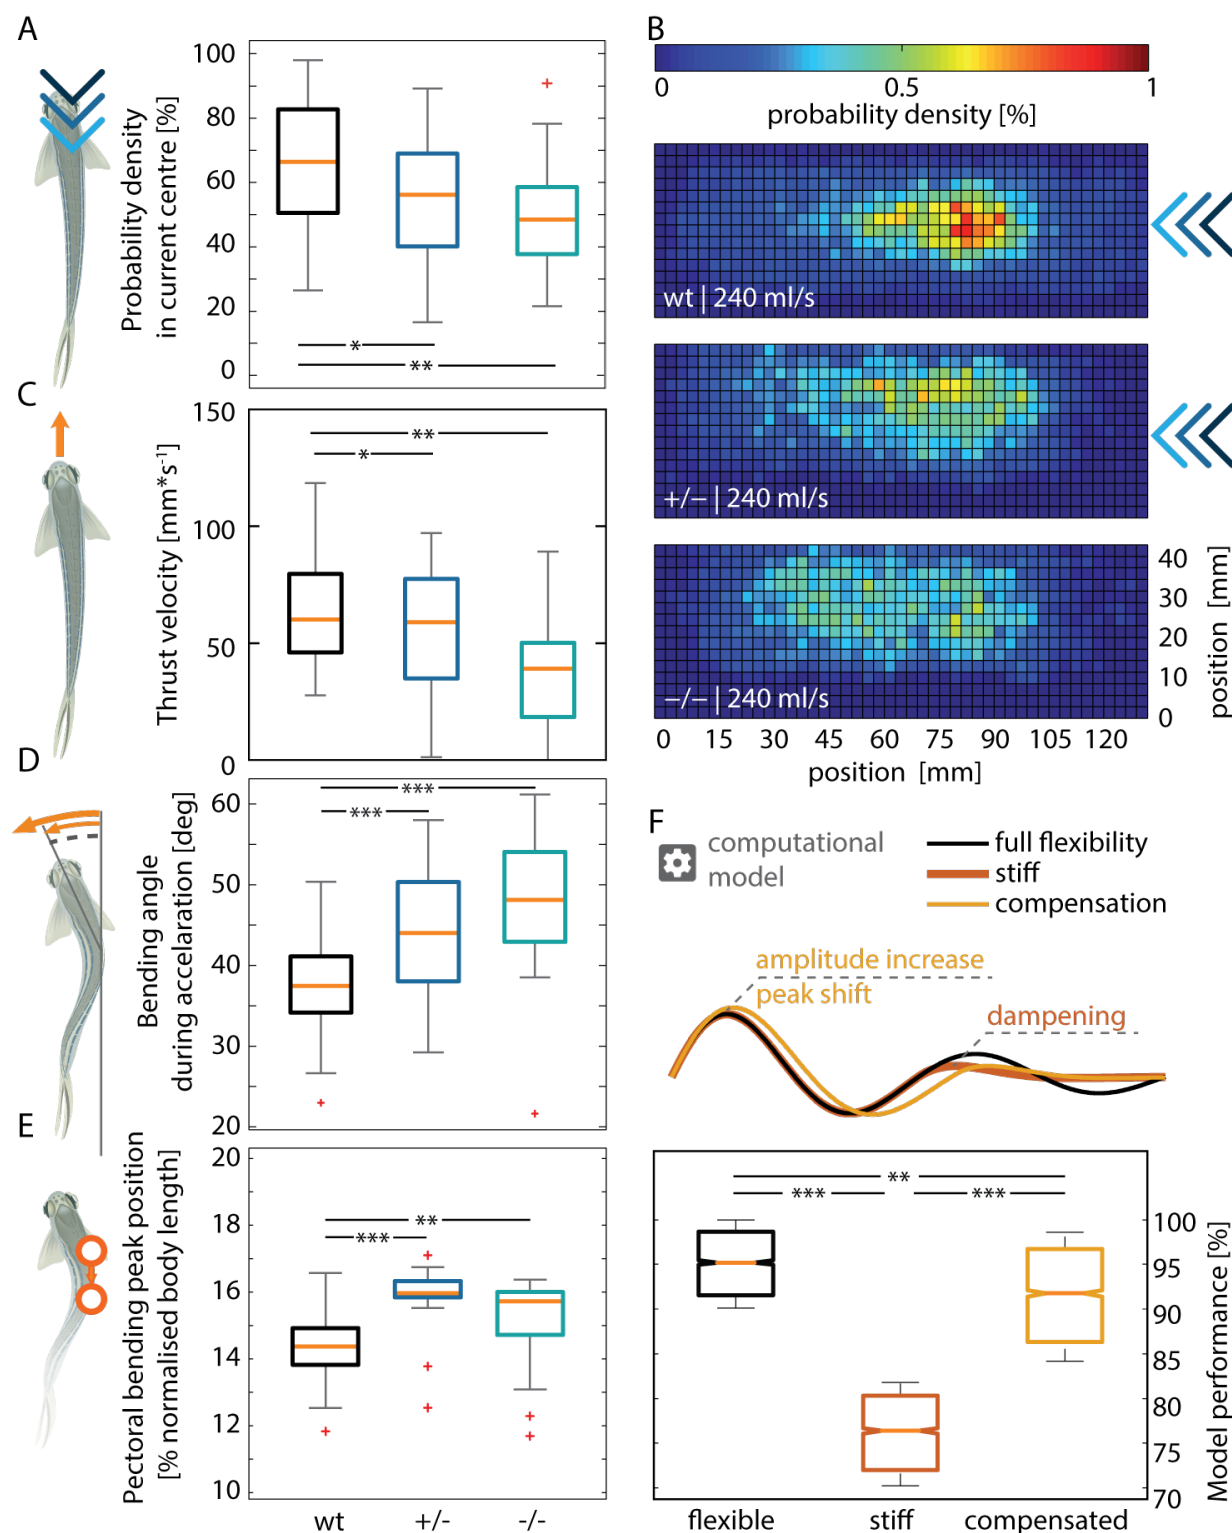 A
Probability density
in current centre [%]
100
80
60
40
20
0
*
**
B
0
0.5
1
probability density [%]
wt | 240 ml/s
+/− | 240 ml/s
−/− | 240 ml/s
40
30
20
10
0
position [mm]
0 15 30 45 60 75 90 105 120
position [mm]
C
Thrust velocity [mm*s-1]
150
100
50
0
**
*
D
Bending angle
during accelaration [deg]
60
50
40
30
20
***
***
E
Pectoral bending peak position
[% normalised body length]
20
18
16
14
12
10
**
***
wt +/- -/-
F
computational
model
full flexibility
stiff
compensation
amplitude increase
peak shift
dampening
**
*** ***
100
95
90
85
80
75
70
Model performance [%]
flexible stiff compensated